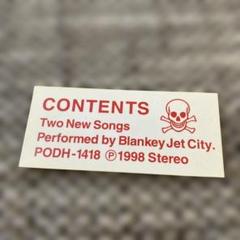 CONTENTS
Two New Songs
Performed by Blankey Jet City.
PODH-1418 ℗1998 Stereo